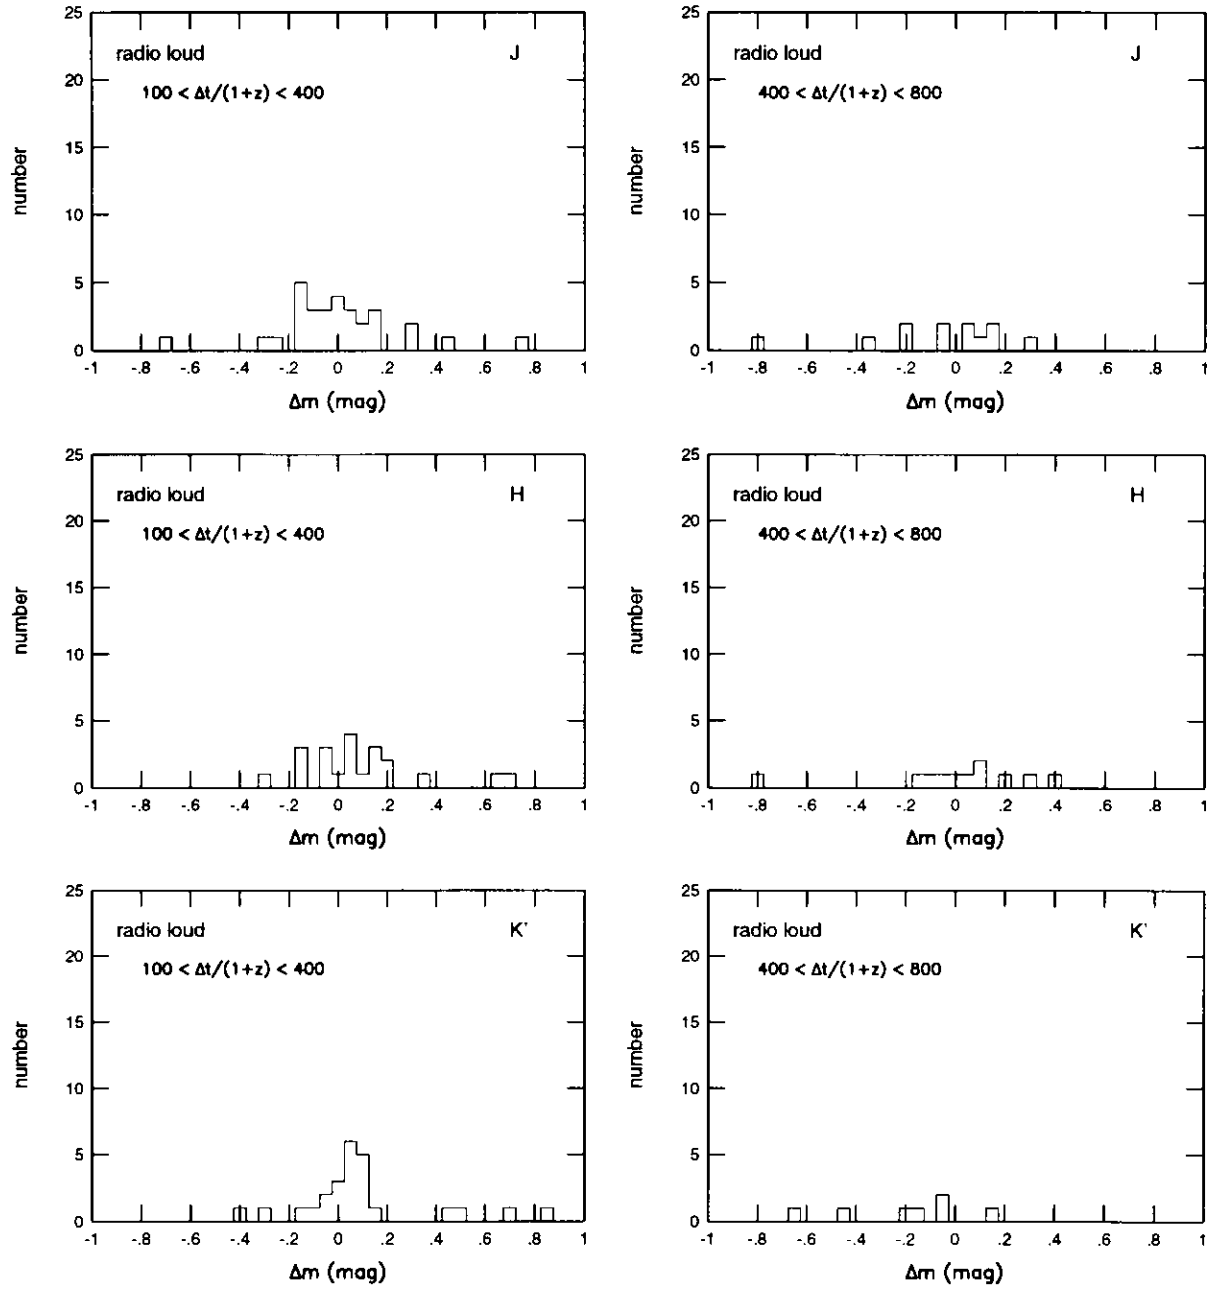 25
radio loud J
20
100 < Δt/(1+z) < 400
15
number
10
5
0
-1 -.8 -.6 -.4 -.2 0 .2 .4 .6 .8 1
Δm (mag)
25
radio loud J
20
400 < Δt/(1+z) < 800
15
number
10
5
0
-1 -.8 -.6 -.4 -.2 0 .2 .4 .6 .8 1
Δm (mag)
25
radio loud H
20
100 < Δt/(1+z) < 400
15
number
10
5
0
-1 -.8 -.6 -.4 -.2 0 .2 .4 .6 .8 1
Δm (mag)
25
radio loud H
20
400 < Δt/(1+z) < 800
15
number
10
5
0
-1 -.8 -.6 -.4 -.2 0 .2 .4 .6 .8 1
Δm (mag)
25
radio loud K'
20
100 < Δt/(1+z) < 400
15
number
10
5
0
-1 -.8 -.6 -.4 -.2 0 .2 .4 .6 .8 1
Δm (mag)
25
radio loud K'
20
400 < Δt/(1+z) < 800
15
number
10
5
0
-1 -.8 -.6 -.4 -.2 0 .2 .4 .6 .8 1
Δm (mag)